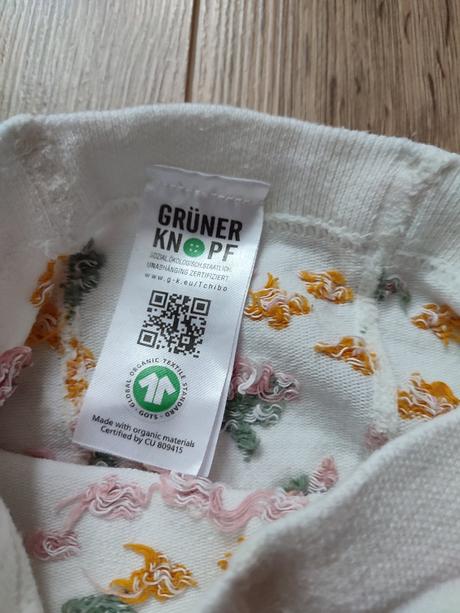 GRÜNER
KNOPF
SOZIAL.ÖKOLOGISCH.STAATLICH.
UNABHÄNGING ZERTIFIZIERT
www.g-k.eu/Tchibo
GLOBAL ORGANIC TEXTILE STANDARD
· GOTS ·
Made with organic materials
Certified by CU 809415